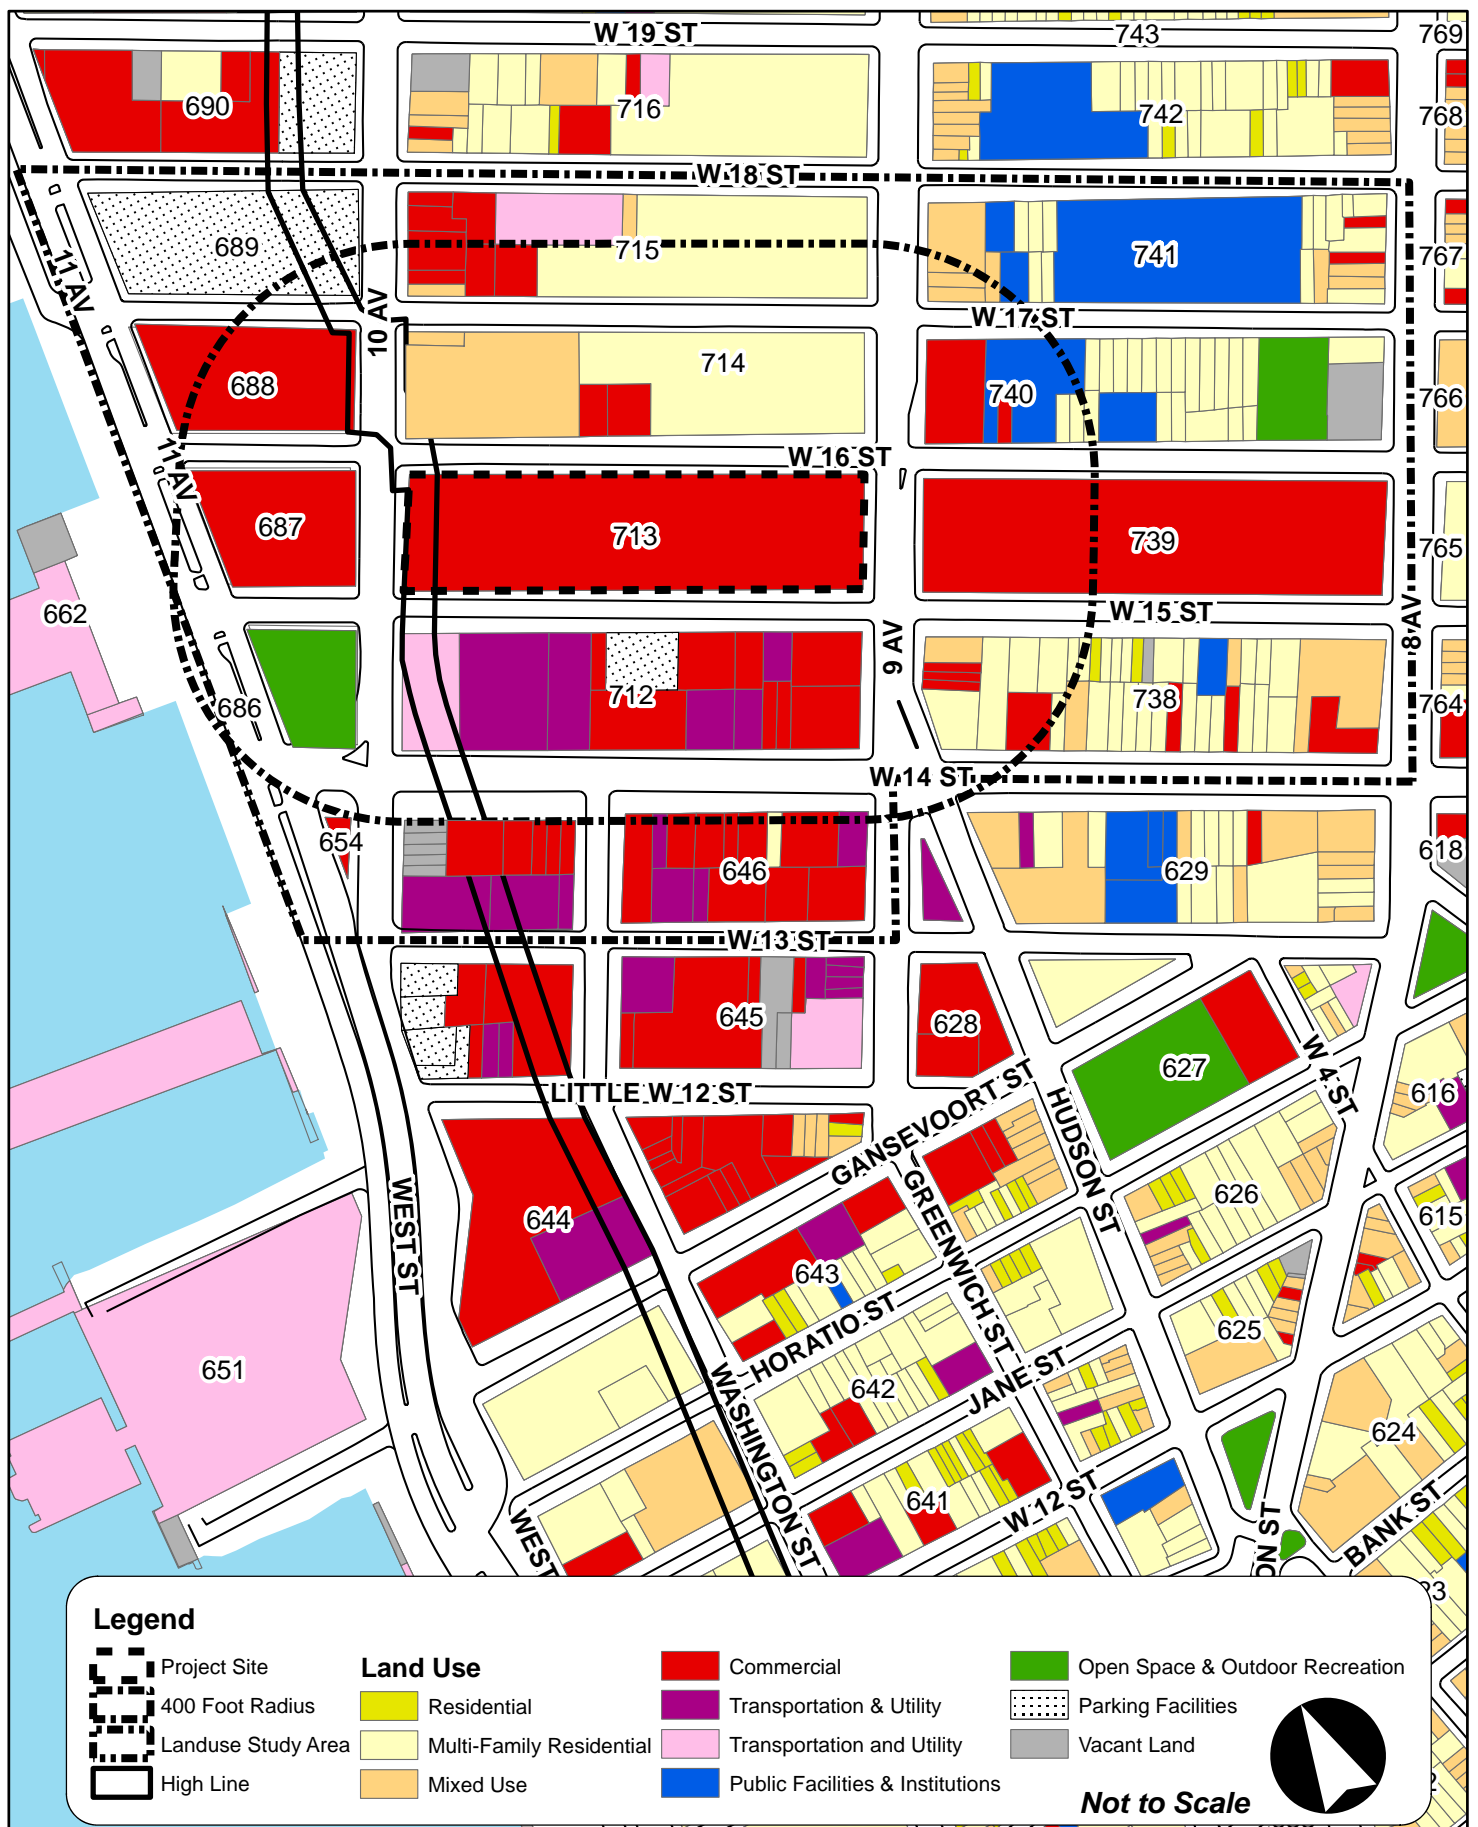 W 19 ST
743
769
690
716
742
768
W 18 ST
689
715
741
767
11 AV
10 AV
W 17 ST
688
714
740
766
W 16 ST
11 AV
687
713
739
765
662
W 15 ST
9 AV
8 AV
686
712
738
764
W 14 ST
654
646
629
618
W 13 ST
645
628
627
W 4 ST
616
LITTLE W 12 ST
GANSEVOORT ST
HUDSON ST
WEST ST
644
GREENWICH ST
626
615
643
HORATIO ST
625
651
WASHINGTON ST
642
JANE ST
624
641
W 12 ST
WEST
ON ST
BANK ST
23
Legend
Project Site
400 Foot Radius
Landuse Study Area
High Line
Land Use
Residential
Multi-Family Residential
Mixed Use
Commercial
Transportation & Utility
Transportation and Utility
Public Facilities & Institutions
Open Space & Outdoor Recreation
Parking Facilities
Vacant Land
Not to Scale